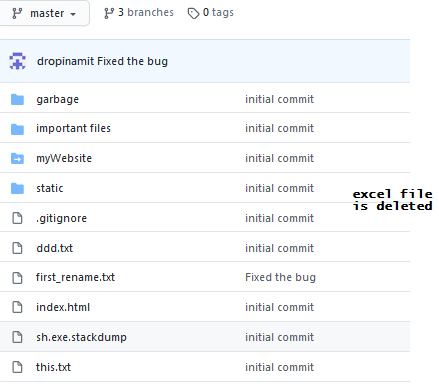 master 3 branches 0 tags
dropinamit Fixed the bug
garbage initial commit
important files initial commit
myWebsite initial commit
static initial commit
excel file
is deleted
.gitignore initial commit
ddd.txt initial commit
first_rename.txt Fixed the bug
index.html initial commit
sh.exe.stackdump initial commit
this.txt initial commit